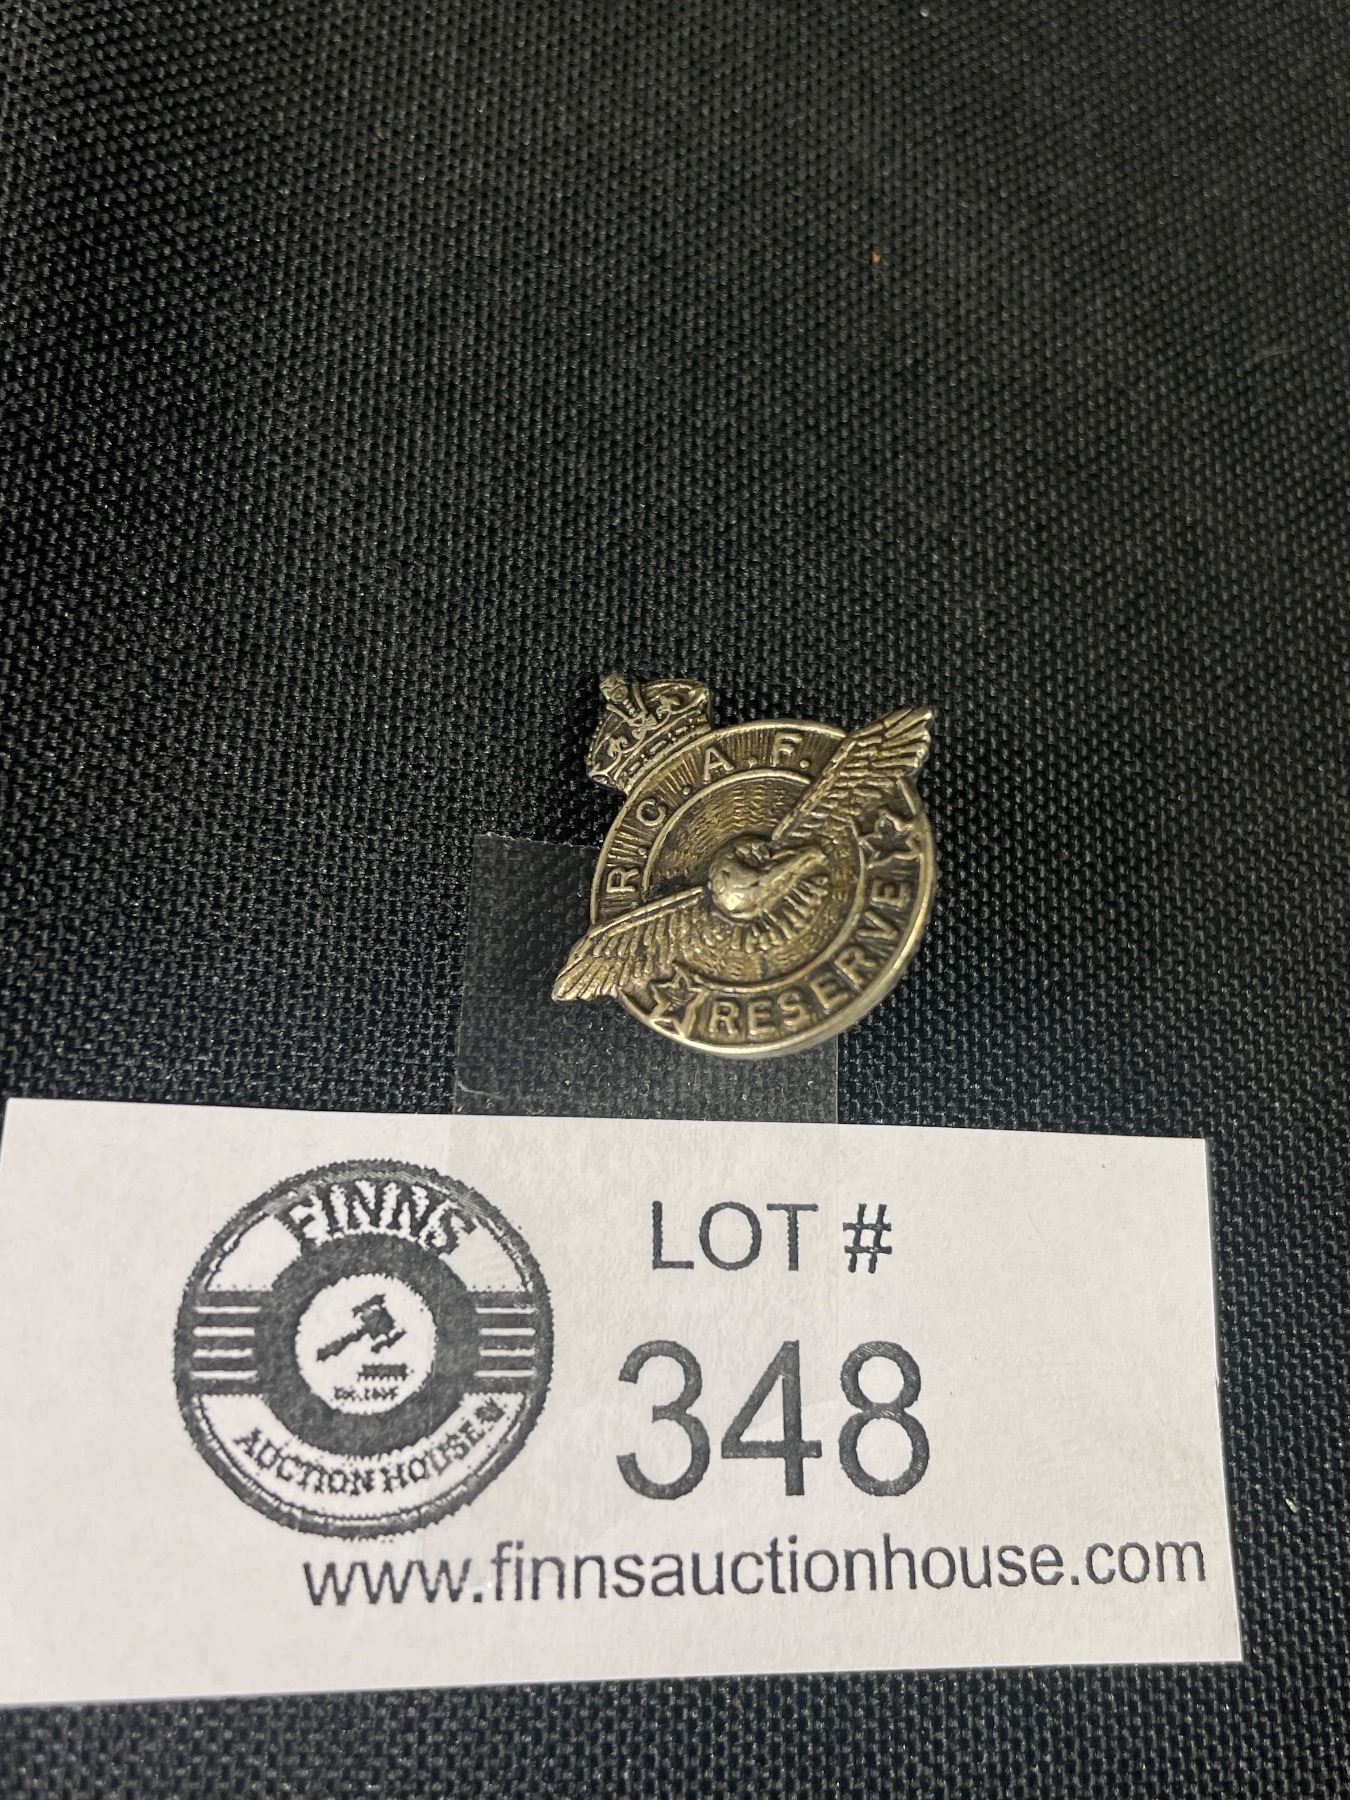 R.C.A.F.
RESERVE
FINNS
AUCTION HOUSE
LOT #
348
www.finnsauctionhouse.com